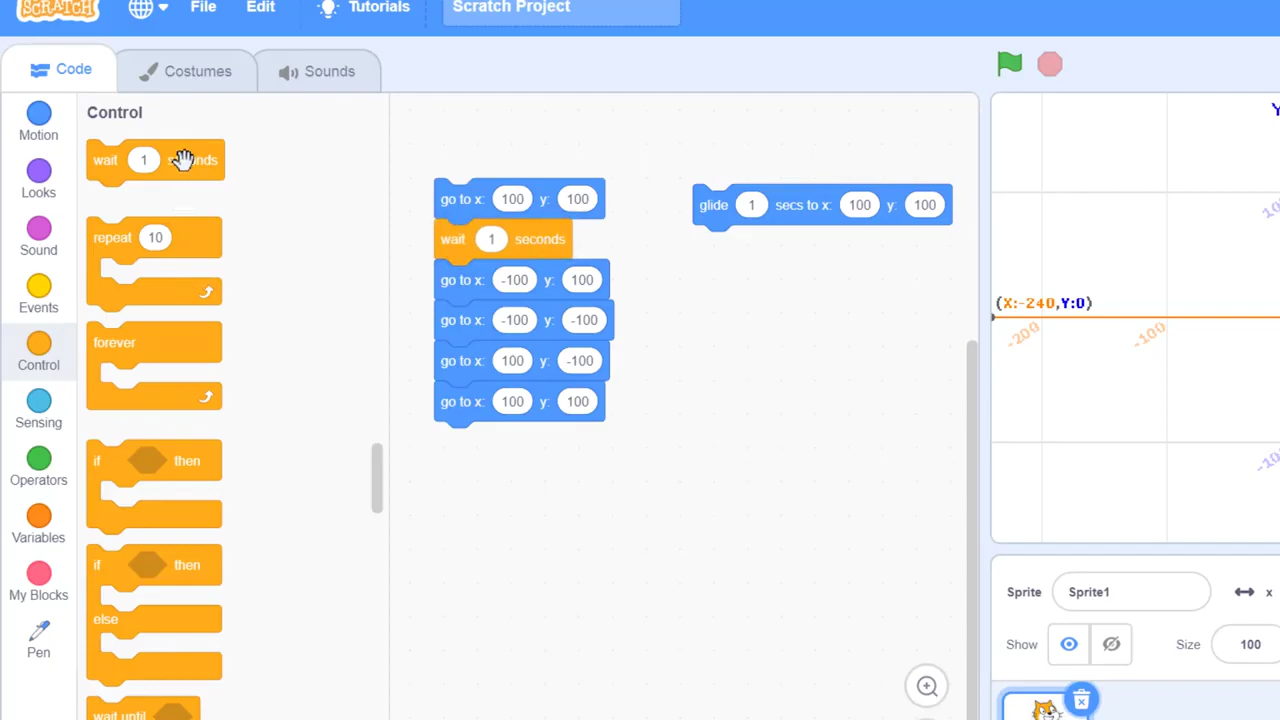 SCRATCH File Edit Tutorials Scratch Project
Code Costumes Sounds
Motion
Looks
Sound
Events
Control
Sensing
Operators
Variables
My Blocks
Pen
Control
wait 1
repeat 10
forever
if then
if then
else
wait until
go to x: 100 y: 100
wait 1 seconds
go to x: -100 y: 100
go to x: -100 y: -100
go to x: 100 y: -100
go to x: 100 y: 100
glide 1 secs to x: 100 y: 100
(X:-240,Y:0)
-200 -100
Sprite Sprite1 x
Show Size 100